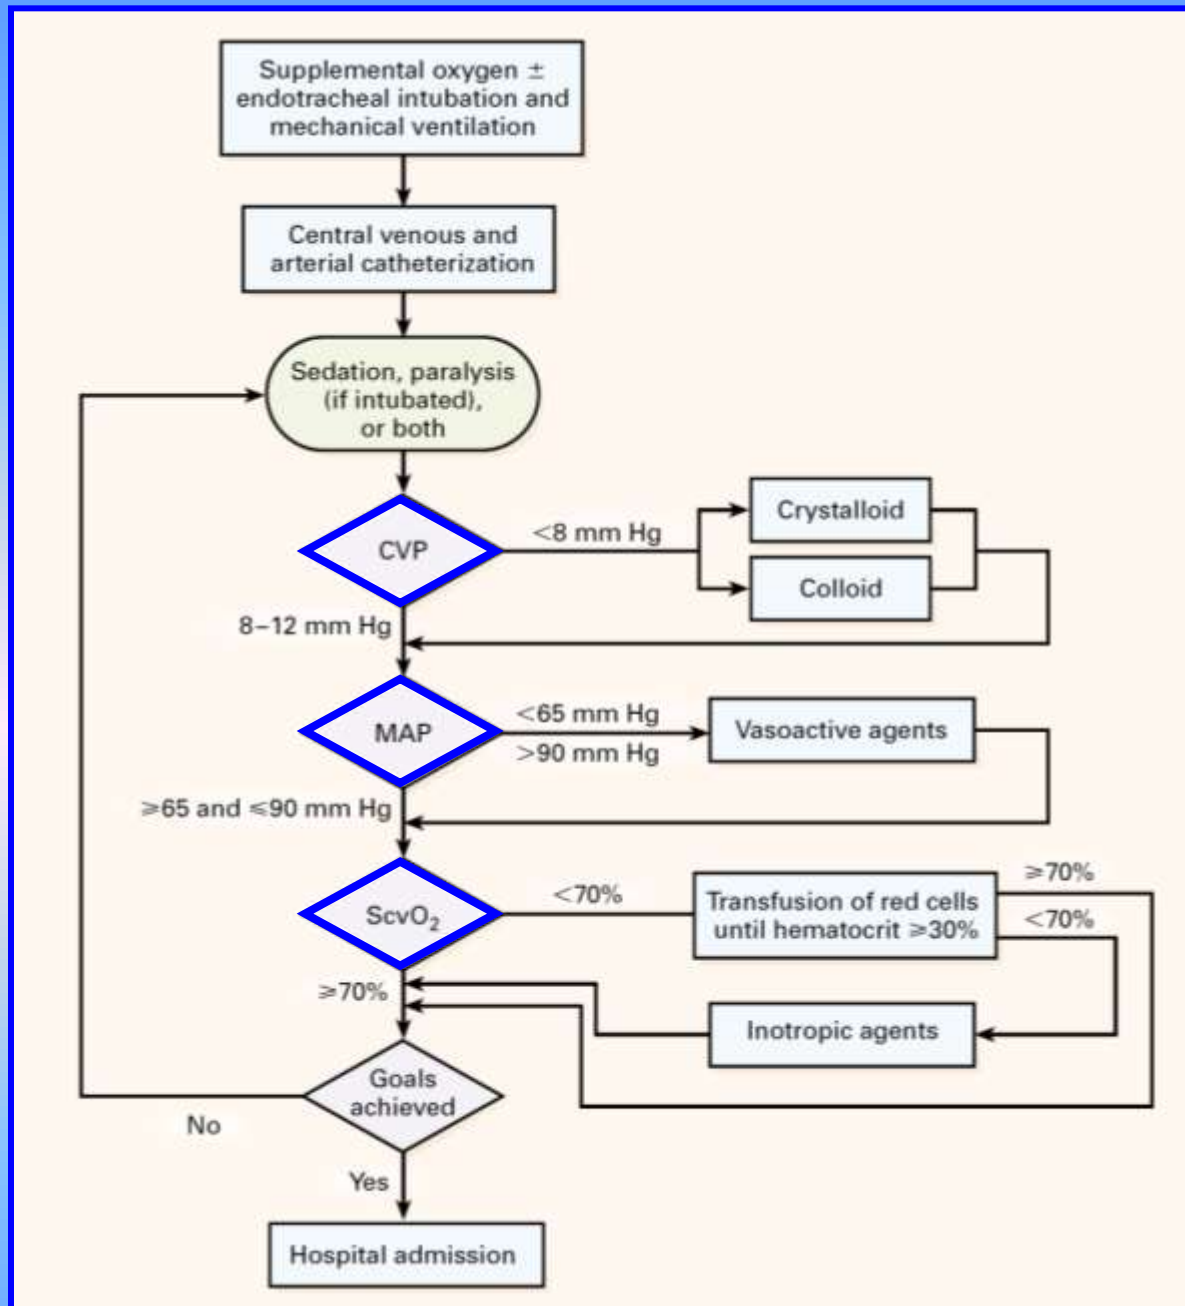 Supplemental oxygen ±
endotracheal intubation and
mechanical ventilation
Central venous and
arterial catheterization
Sedation, paralysis
(if intubated),
or both
CVP
<8 mm Hg
Crystalloid
Colloid
8–12 mm Hg
MAP
<65 mm Hg
>90 mm Hg
Vasoactive agents
≥65 and ≤90 mm Hg
ScvO₂
<70%
Transfusion of red cells
until hematocrit ≥30%
≥70%
<70%
≥70%
Inotropic agents
Goals
achieved
No
Yes
Hospital admission